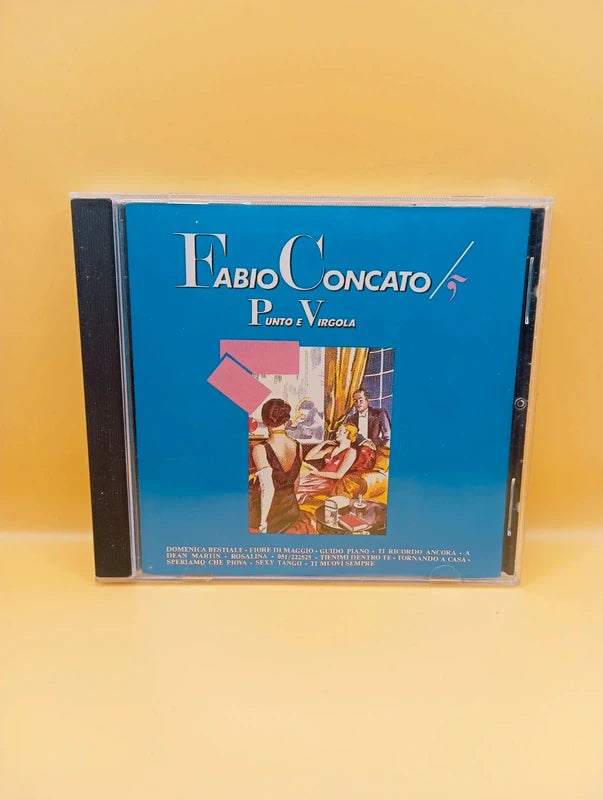 FABIO CONCATO
PUNTO E VIRGOLA
DOMENICA BESTIALE • FIORE DI MAGGIO • GUIDO PIANO • TI RICORDO ANCORA • A
DEAN MARTIN • ROSALINA • 051/222525 • TIENIMI DENTRO TE • TORNANDO A CASA •
SPERIAMO CHE PIOVA • SEXY TANGO • TI MUOVI SEMPRE